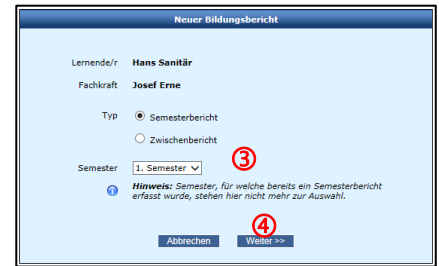 Neuer Bildungsbericht
Lernende/r Hans Sanitär
Fachkraft Josef Erne
Typ Semesterbericht
Zwischenbericht
③
Semester 1. Semester
Hinweis: Semester, für welche bereits ein Semesterbericht
erfasst wurde, stehen hier nicht mehr zur Auswahl.
④
Abbrechen Weiter >>